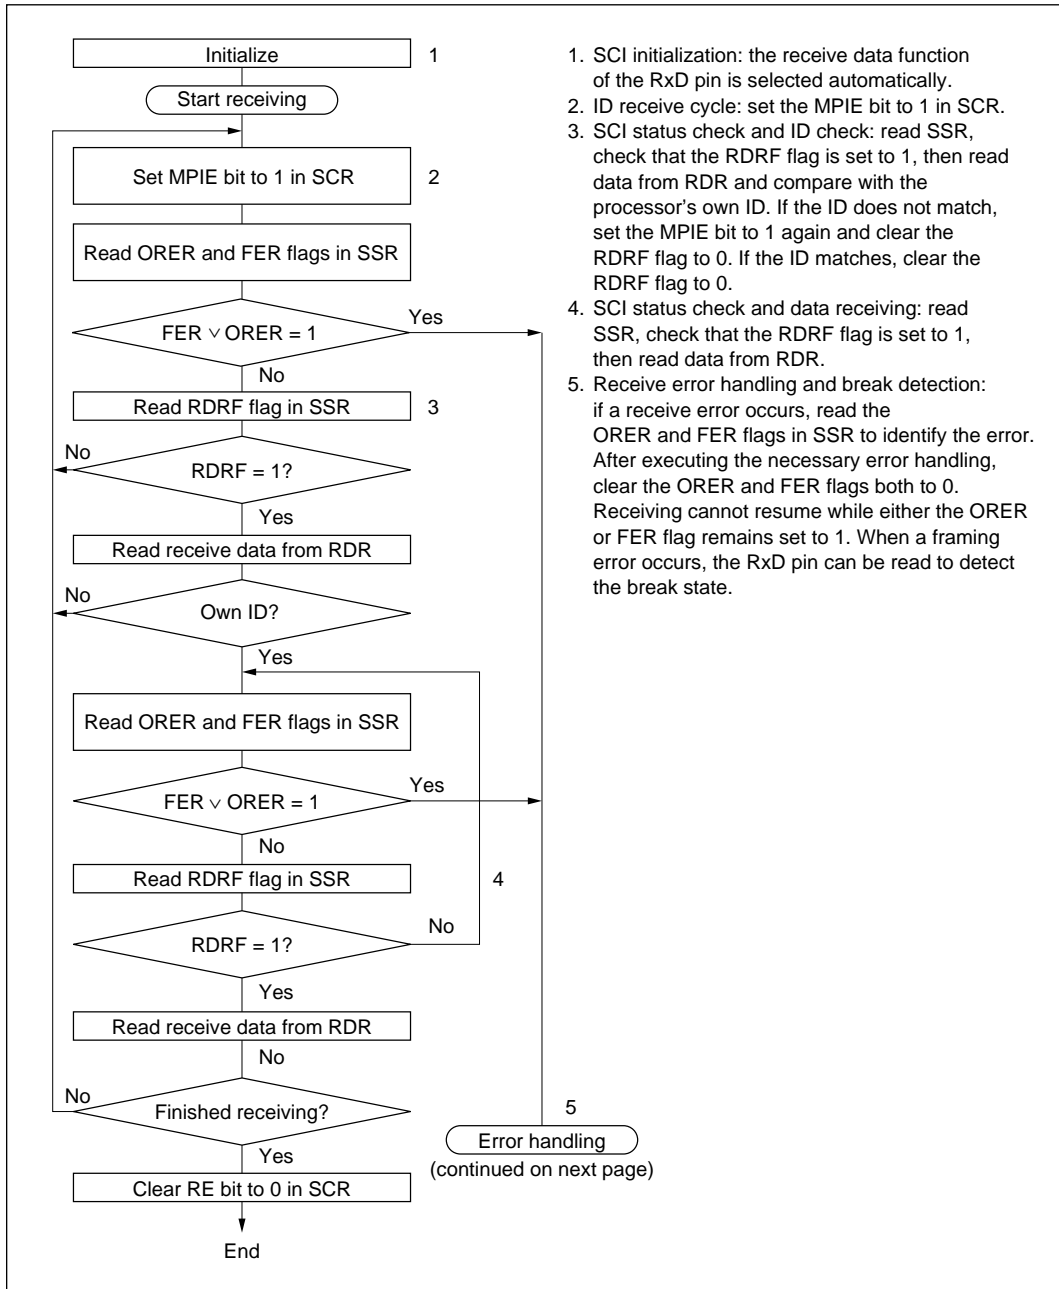 Initialize
1
Start receiving
Set MPIE bit to 1 in SCR
2
Read ORER and FER flags in SSR
FER ∨ ORER = 1
Yes
No
Read RDRF flag in SSR
3
No
RDRF = 1?
Yes
Read receive data from RDR
No
Own ID?
Yes
Read ORER and FER flags in SSR
Yes
FER ∨ ORER = 1
No
Read RDRF flag in SSR
4
No
RDRF = 1?
Yes
Read receive data from RDR
No
No
Finished receiving?
Yes
Clear RE bit to 0 in SCR
End
5
Error handling
(continued on next page)
1. SCI initialization: the receive data function
of the RxD pin is selected automatically.
2. ID receive cycle: set the MPIE bit to 1 in SCR.
3. SCI status check and ID check: read SSR,
check that the RDRF flag is set to 1, then read
data from RDR and compare with the
processor's own ID. If the ID does not match,
set the MPIE bit to 1 again and clear the
RDRF flag to 0. If the ID matches, clear the
RDRF flag to 0.
4. SCI status check and data receiving: read
SSR, check that the RDRF flag is set to 1,
then read data from RDR.
5. Receive error handling and break detection:
if a receive error occurs, read the
ORER and FER flags in SSR to identify the error.
After executing the necessary error handling,
clear the ORER and FER flags both to 0.
Receiving cannot resume while either the ORER
or FER flag remains set to 1. When a framing
error occurs, the RxD pin can be read to detect
the break state.